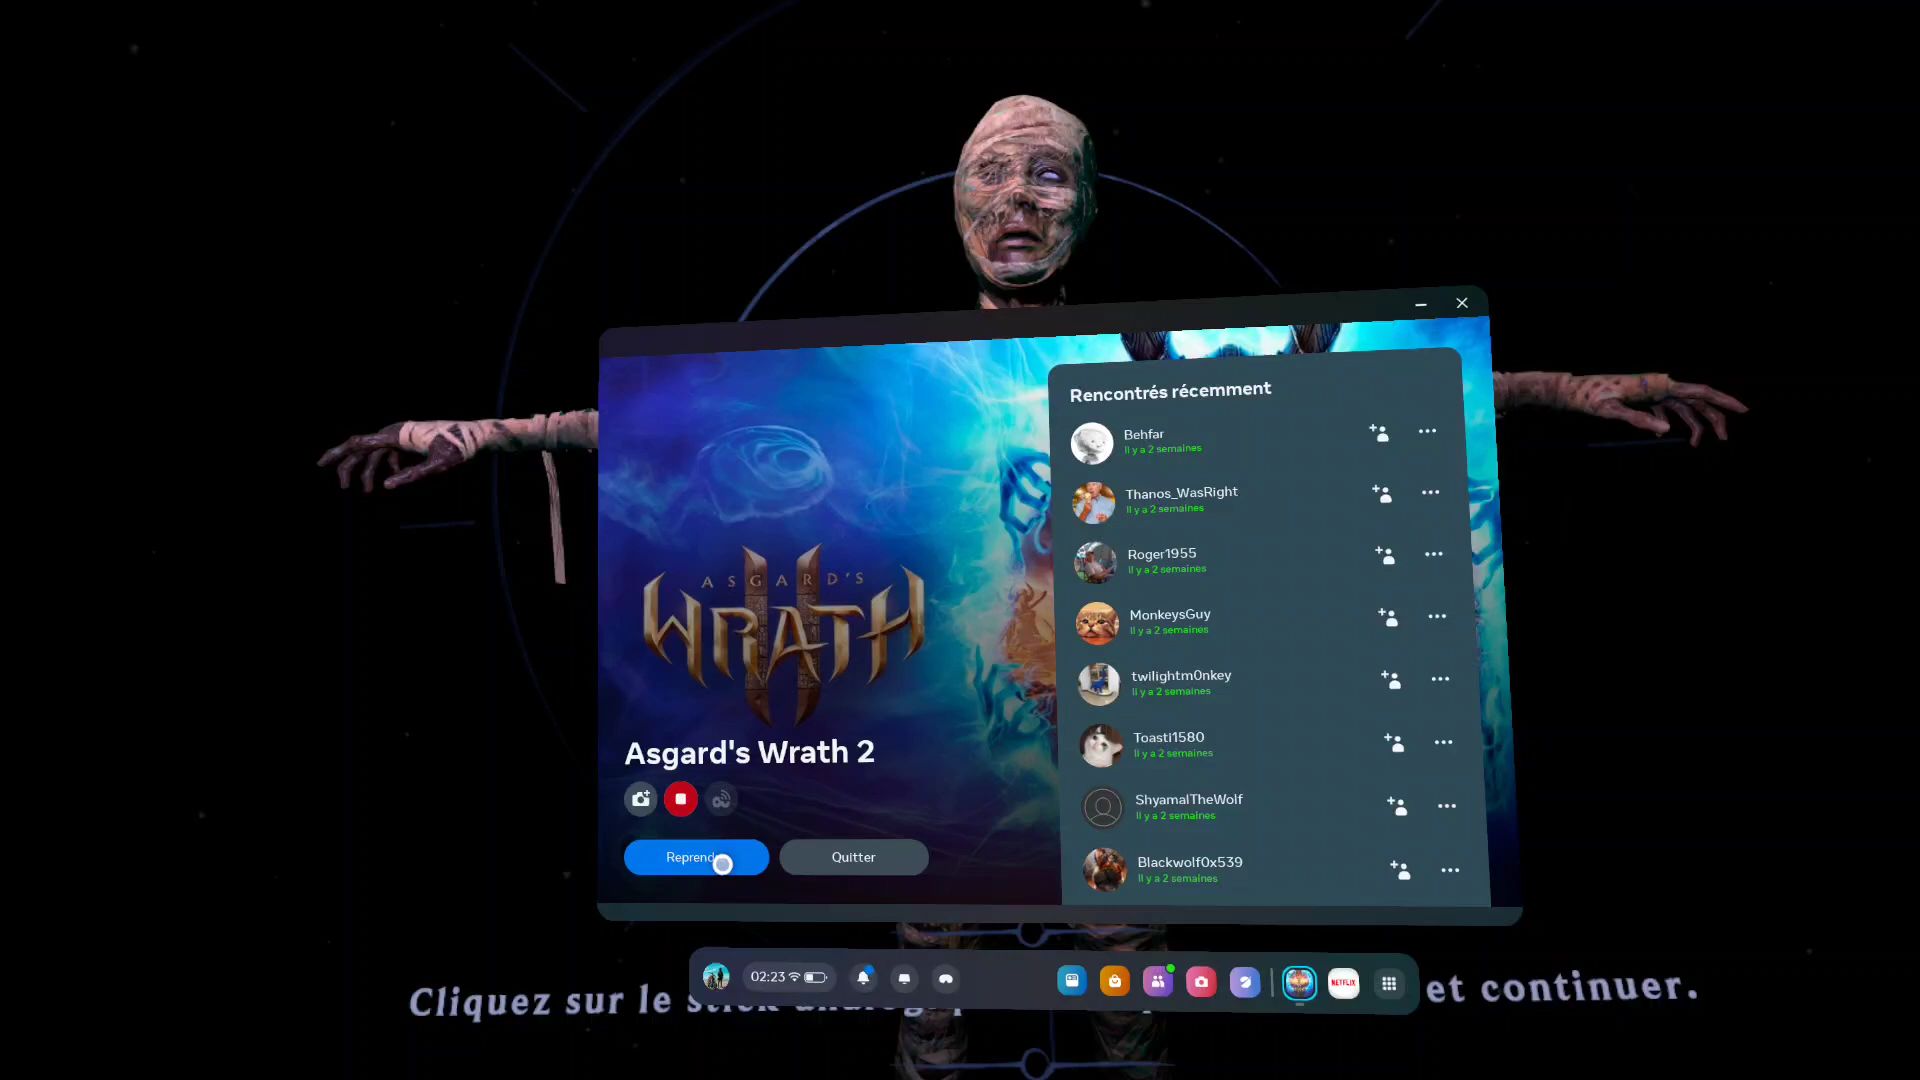 Rencontrés récemment
Behfar
Il y a 2 semaines
Thanos_WasRight
Il y a 2 semaines
Roger1955
Il y a 2 semaines
MonkeysGuy
Il y a 2 semaines
twilightm0nkey
Il y a 2 semaines
Toasti1580
Il y a 2 semaines
ShyamalTheWolf
Il y a 2 semaines
Blackwolf0x539
Il y a 2 semaines
ASGARD'S
WRATH
II
Asgard's Wrath 2
Reprend
Quitter
02:23
NETFLIX
Cliquez sur le stick et continuer.